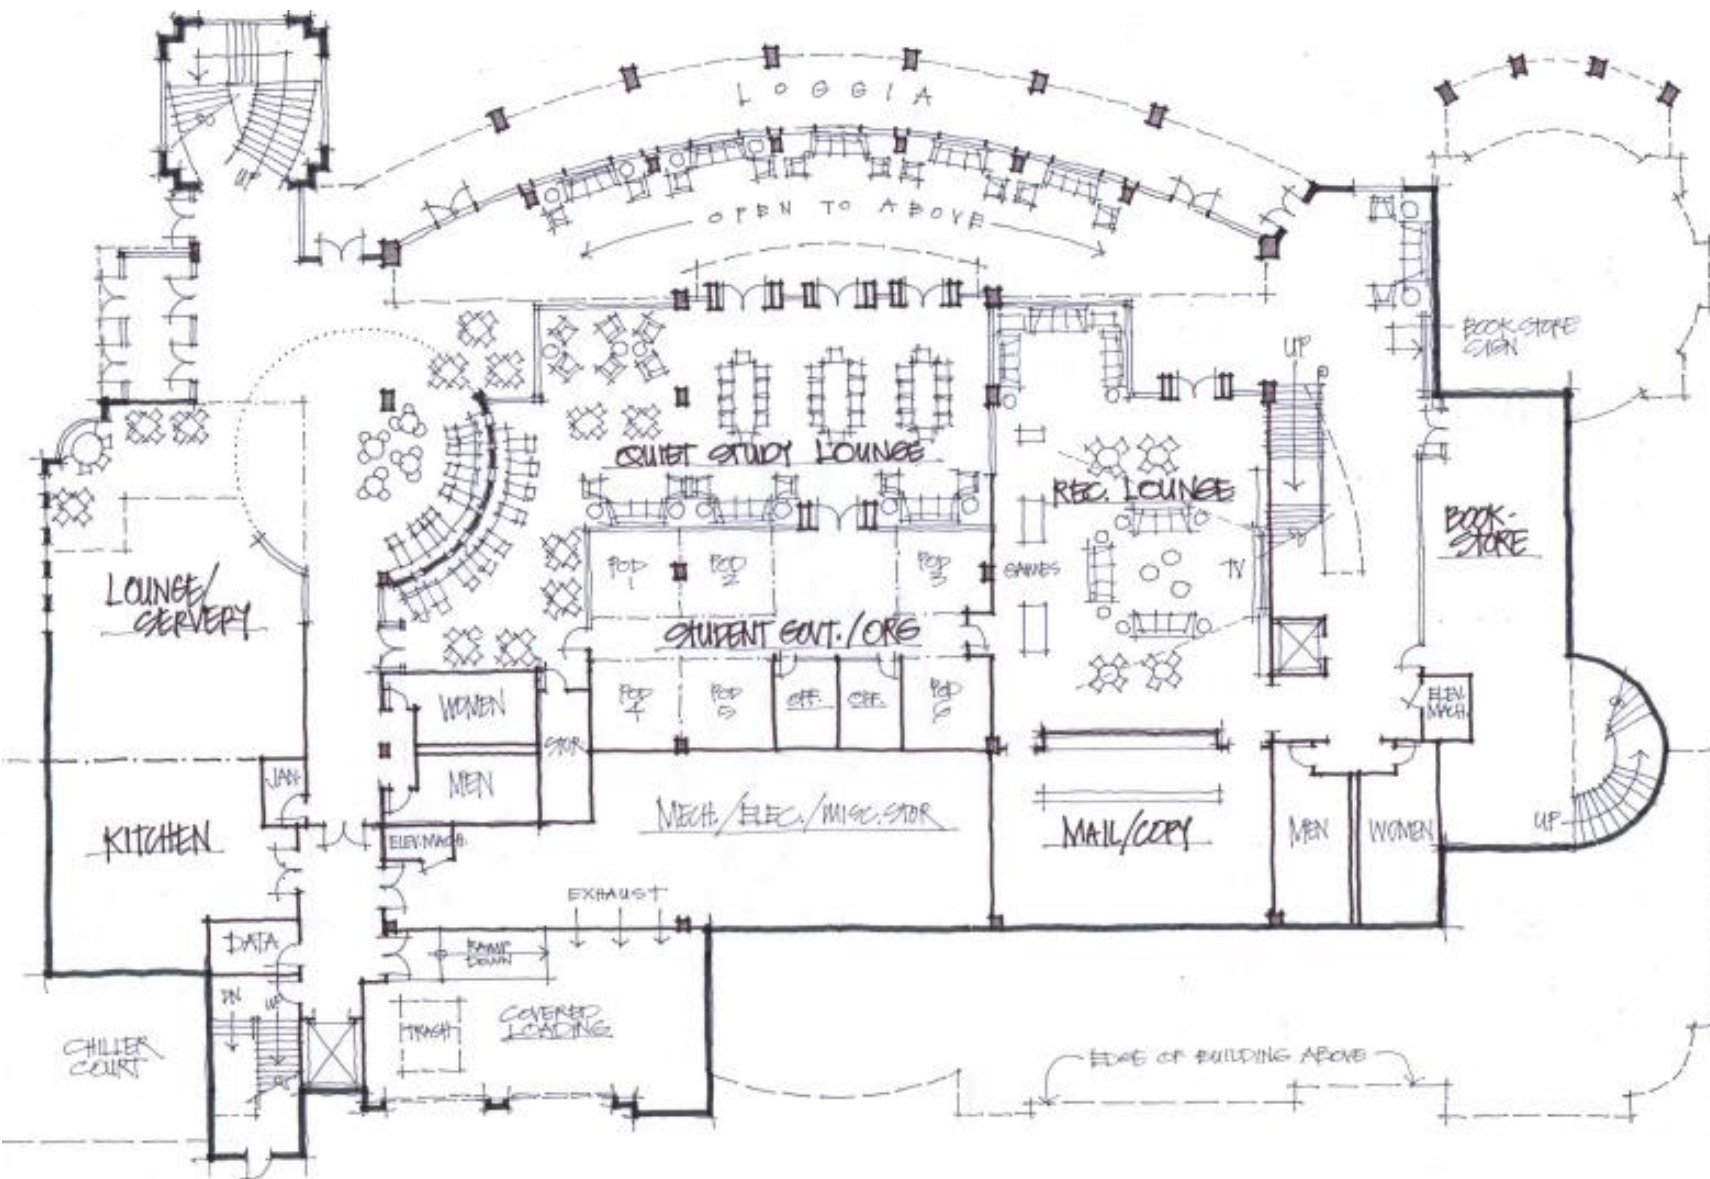 LOGGIA
UP
OPEN TO ABOVE
BOOK STORE
SIGN
UP
QUIET STUDY LOUNGE
REC. LOUNGE
BOOK-
STORE
LOUNGE/
SERVERY
POD
1
POD
2
POD
3
GAMES
TV
STUDENT GOVT./ORG
POD
4
POD
5
OFF.
OFF.
POD
6
WOMEN
STOR
ELEV.
MACH.
JAN.
MEN
KITCHEN
MECH./ELEC./MISC. STOR
MAIL/COPY
MEN
WOMEN
UP
ELEV. MACH.
EXHAUST
DATA
RAMP
DOWN
DN
UP
TRASH
COVERED
LOADING
CHILLER
COURT
EDGE OF BUILDING ABOVE